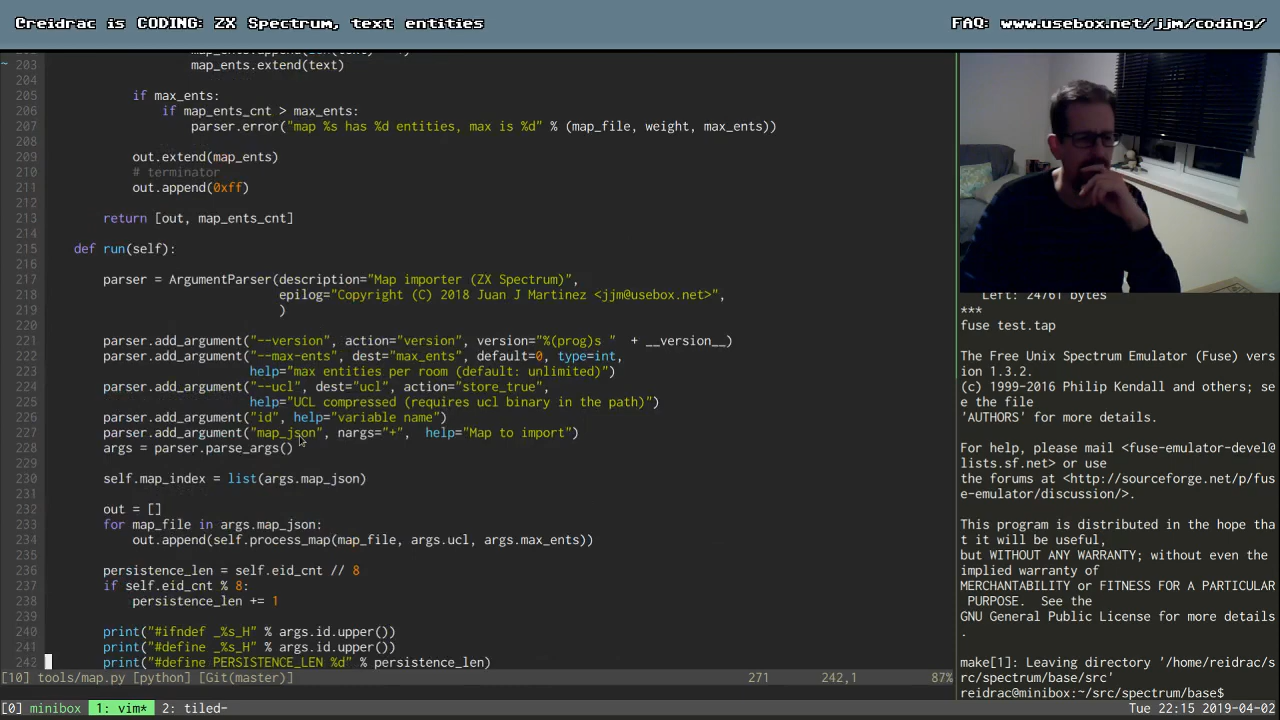 Creidrac is CODING: ZX Spectrum, text entities
FAQ: www.usebox.net/jjm/coding/
~ 203 map_ents.extend(text)
204
205 if max_ents:
206 if map_ents_cnt > max_ents:
207 parser.error("map %s has %d entities, max is %d" % (map_file, weight, max_ents))
208
209 out.extend(map_ents)
210 # terminator
211 out.append(0xff)
212
213 return [out, map_ents_cnt]
214
215 def run(self):
216
217 parser = ArgumentParser(description="Map importer (ZX Spectrum)",
218 epilog="Copyright (C) 2018 Juan J Martinez <jjm@usebox.net>",
219 )
220
221 parser.add_argument("--version", action="version", version="%(prog)s " + __version__)
222 parser.add_argument("--max-ents", dest="max_ents", default=0, type=int,
223 help="max entities per room (default: unlimited)")
224 parser.add_argument("--ucl", dest="ucl", action="store_true",
225 help="UCL compressed (requires ucl binary in the path)")
226 parser.add_argument("id", help="variable name")
227 parser.add_argument("map_json", nargs="+", help="Map to import")
228 args = parser.parse_args()
229
230 self.map_index = list(args.map_json)
231
232 out = []
233 for map_file in args.map_json:
234 out.append(self.process_map(map_file, args.ucl, args.max_ents))
235
236 persistence_len = self.eid_cnt // 8
237 if self.eid_cnt % 8:
238 persistence_len += 1
239
240 print("#ifndef _%s_H" % args.id.upper())
241 print("#define _%s_H" % args.id.upper())
242 print("#define PERSISTENCE_LEN %d" % persistence_len)
[10] tools/map.py [python] [Git(master)] 271 242,1 87%
Left: 24761 bytes
***
fuse test.tap

The Free Unix Spectrum Emulator (Fuse) vers
ion 1.3.2.
(c) 1999-2016 Philip Kendall and others; se
e the file
'AUTHORS' for more details.

For help, please mail <fuse-emulator-devel@
lists.sf.net> or use
the forums at <http://sourceforge.net/p/fus
e-emulator/discussion/>.

This program is distributed in the hope tha
t it will be useful,
but WITHOUT ANY WARRANTY; without even the
implied warranty of
MERCHANTABILITY or FITNESS FOR A PARTICULAR
PURPOSE. See the
GNU General Public License for more details
.

make[1]: Leaving directory '/home/reidrac/s
rc/spectrum/base/src'
reidrac@minibox:~/src/spectrum/base$
[0] minibox 1: vim* 2: tiled- Tue 22:15 2019-04-02